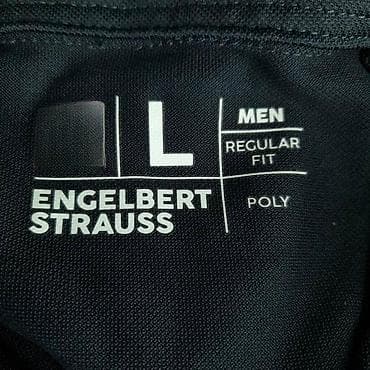 L
MEN
REGULAR
FIT
ENGELBERT
STRAUSS
POLY